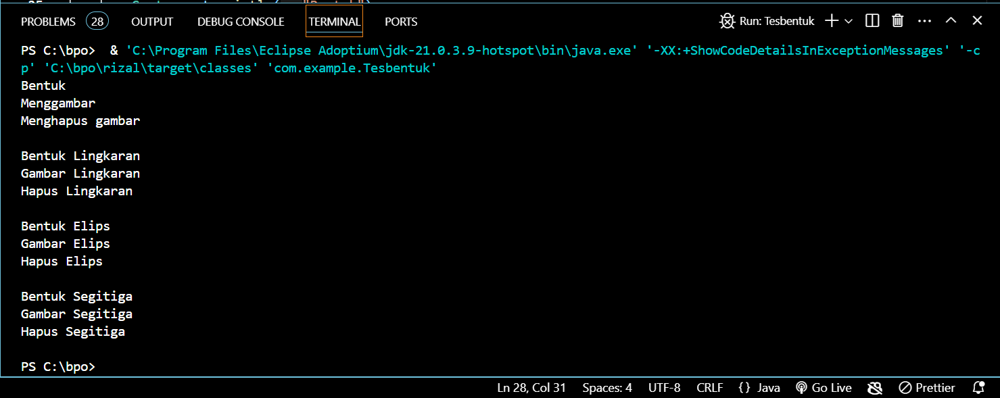 PROBLEMS 28 OUTPUT DEBUG CONSOLE TERMINAL PORTS Run: Tesbentuk
PS C:\bpo>  & 'C:\Program Files\Eclipse Adoptium\jdk-21.0.3.9-hotspot\bin\java.exe' '-XX:+ShowCodeDetailsInExceptionMessages' '-c
p' 'C:\bpo\rizal\target\classes' 'com.example.Tesbentuk'
Bentuk
Menggambar
Menghapus gambar
Bentuk Lingkaran
Gambar Lingkaran
Hapus Lingkaran
Bentuk Elips
Gambar Elips
Hapus Elips
Bentuk Segitiga
Gambar Segitiga
Hapus Segitiga
PS C:\bpo>
Ln 28, Col 31 Spaces: 4 UTF-8 CRLF {} Java Go Live Prettier